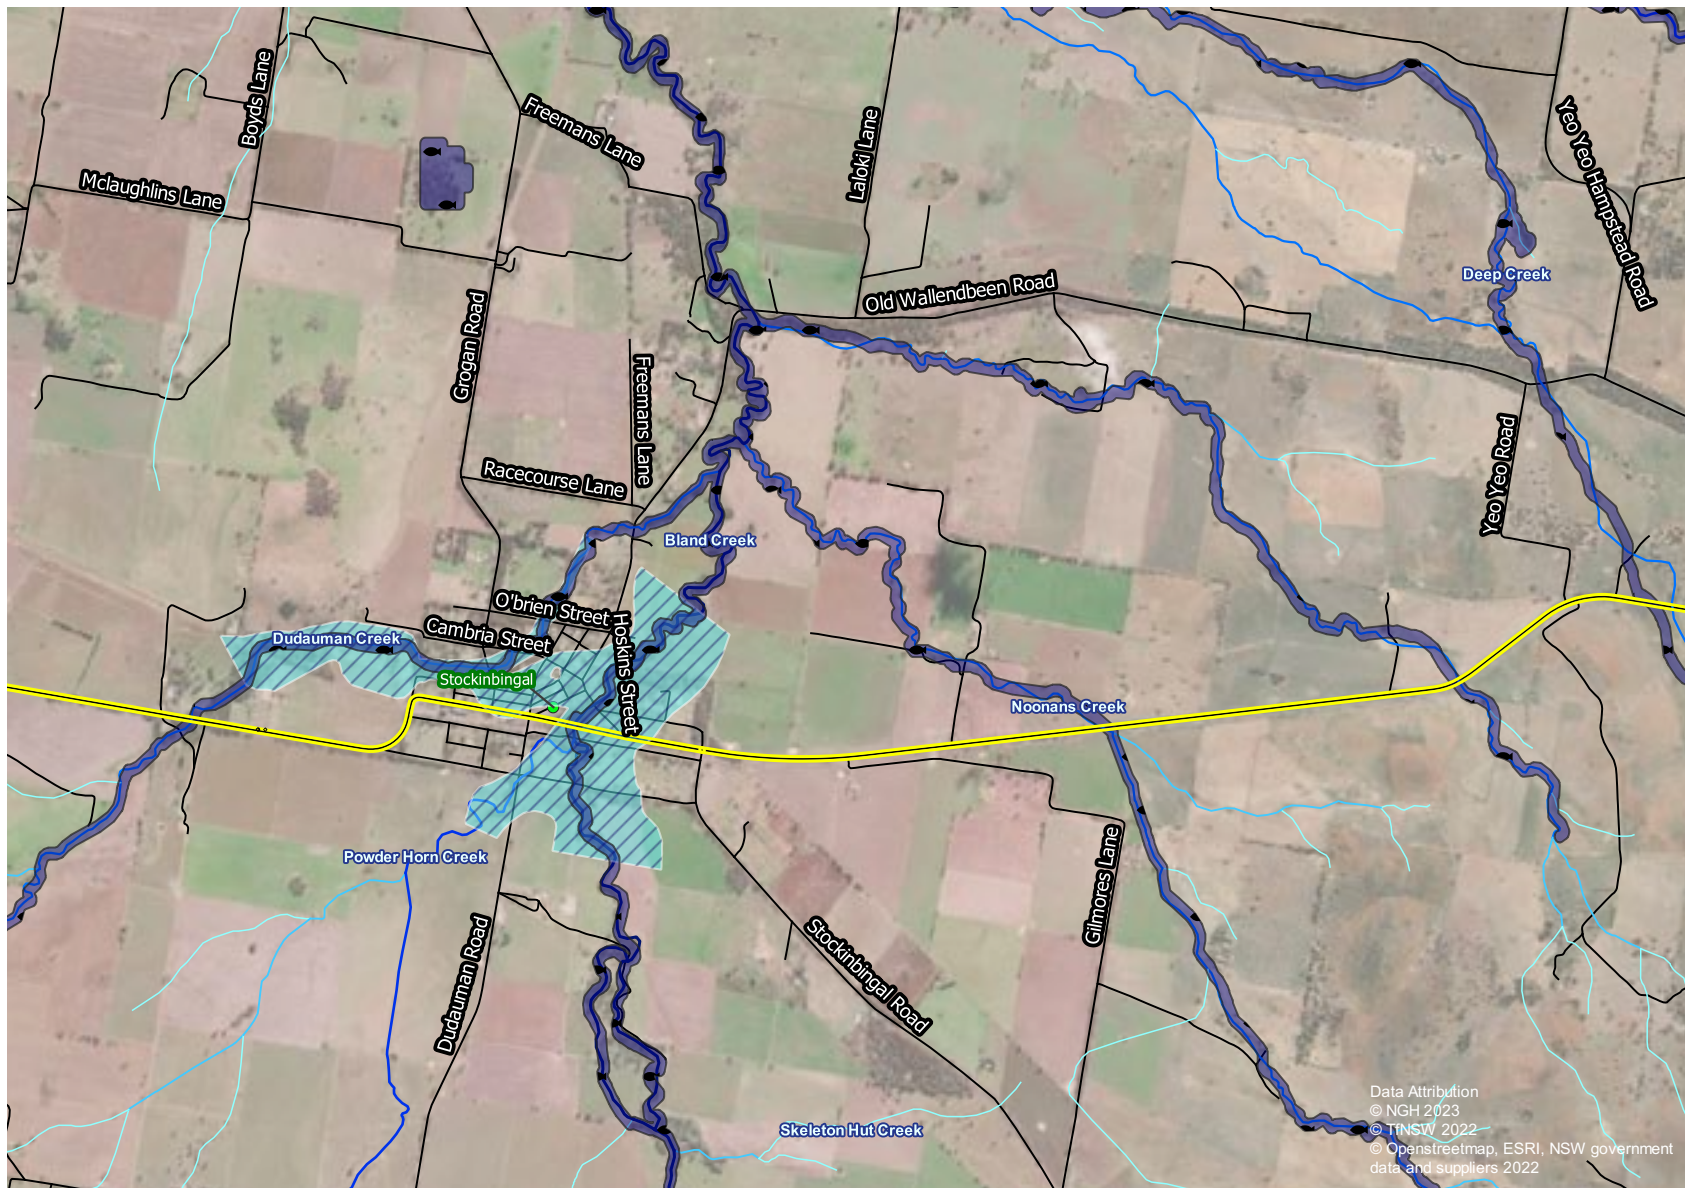 Boyds Lane
Freemans Lane
Laloki Lane
Yeo Yeo Hampstead Road
Mclaughlins Lane
Deep Creek
Old Wallendbeen Road
Grogan Road
Freemans Lane
Yeo Yeo Road
Racecourse Lane
Bland Creek
O'brien Street
Cambria Street
Hoskins Street
Dudauman Creek
Stockinbingal
Noonans Creek
Powder Horn Creek
Gilmores Lane
Dudauman Road
Stockinbingal Road
Skeleton Hut Creek
Data Attribution
© NGH 2023
© TfNSW 2022
© Openstreetmap, ESRI, NSW government
data and suppliers 2022